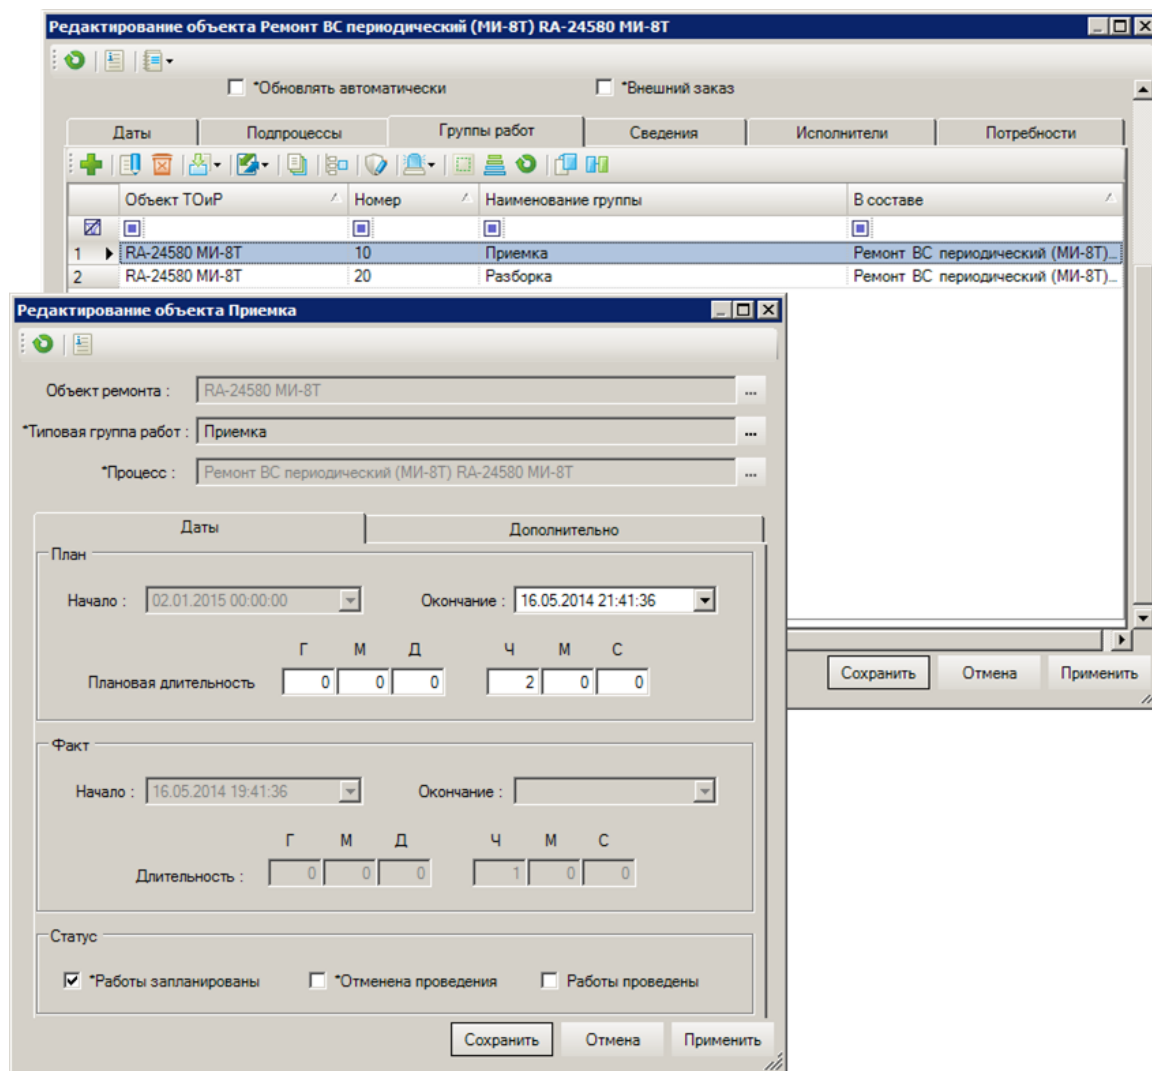 Редактирование объекта Ремонт ВС периодический (МИ-8Т) RA-24580 МИ-8Т
*Обновлять автоматически *Внешний заказ
Даты Подпроцессы Группы работ Сведения Исполнители Потребности
Объект ТОиР Номер Наименование группы В составе
1 RA-24580 МИ-8Т 10 Приемка Ремонт ВС периодический (МИ-8Т)...
2 RA-24580 МИ-8Т 20 Разборка Ремонт ВС периодический (МИ-8Т)...
Сохранить Отмена Применить
Редактирование объекта Приемка
Объект ремонта : RA-24580 МИ-8Т ...
*Типовая группа работ : Приемка ...
*Процесс : Ремонт ВС периодический (МИ-8Т) RA-24580 МИ-8Т ...
Даты Дополнительно
План
Начало : 02.01.2015 00:00:00 Окончание : 16.05.2014 21:41:36
Г М Д Ч М С
Плановая длительность 0 0 0 2 0 0
Факт
Начало : 16.05.2014 19:41:36 Окончание :
Г М Д Ч М С
Длительность : 0 0 0 1 0 0
Статус
*Работы запланированы *Отменена проведения Работы проведены
Сохранить Отмена Применить